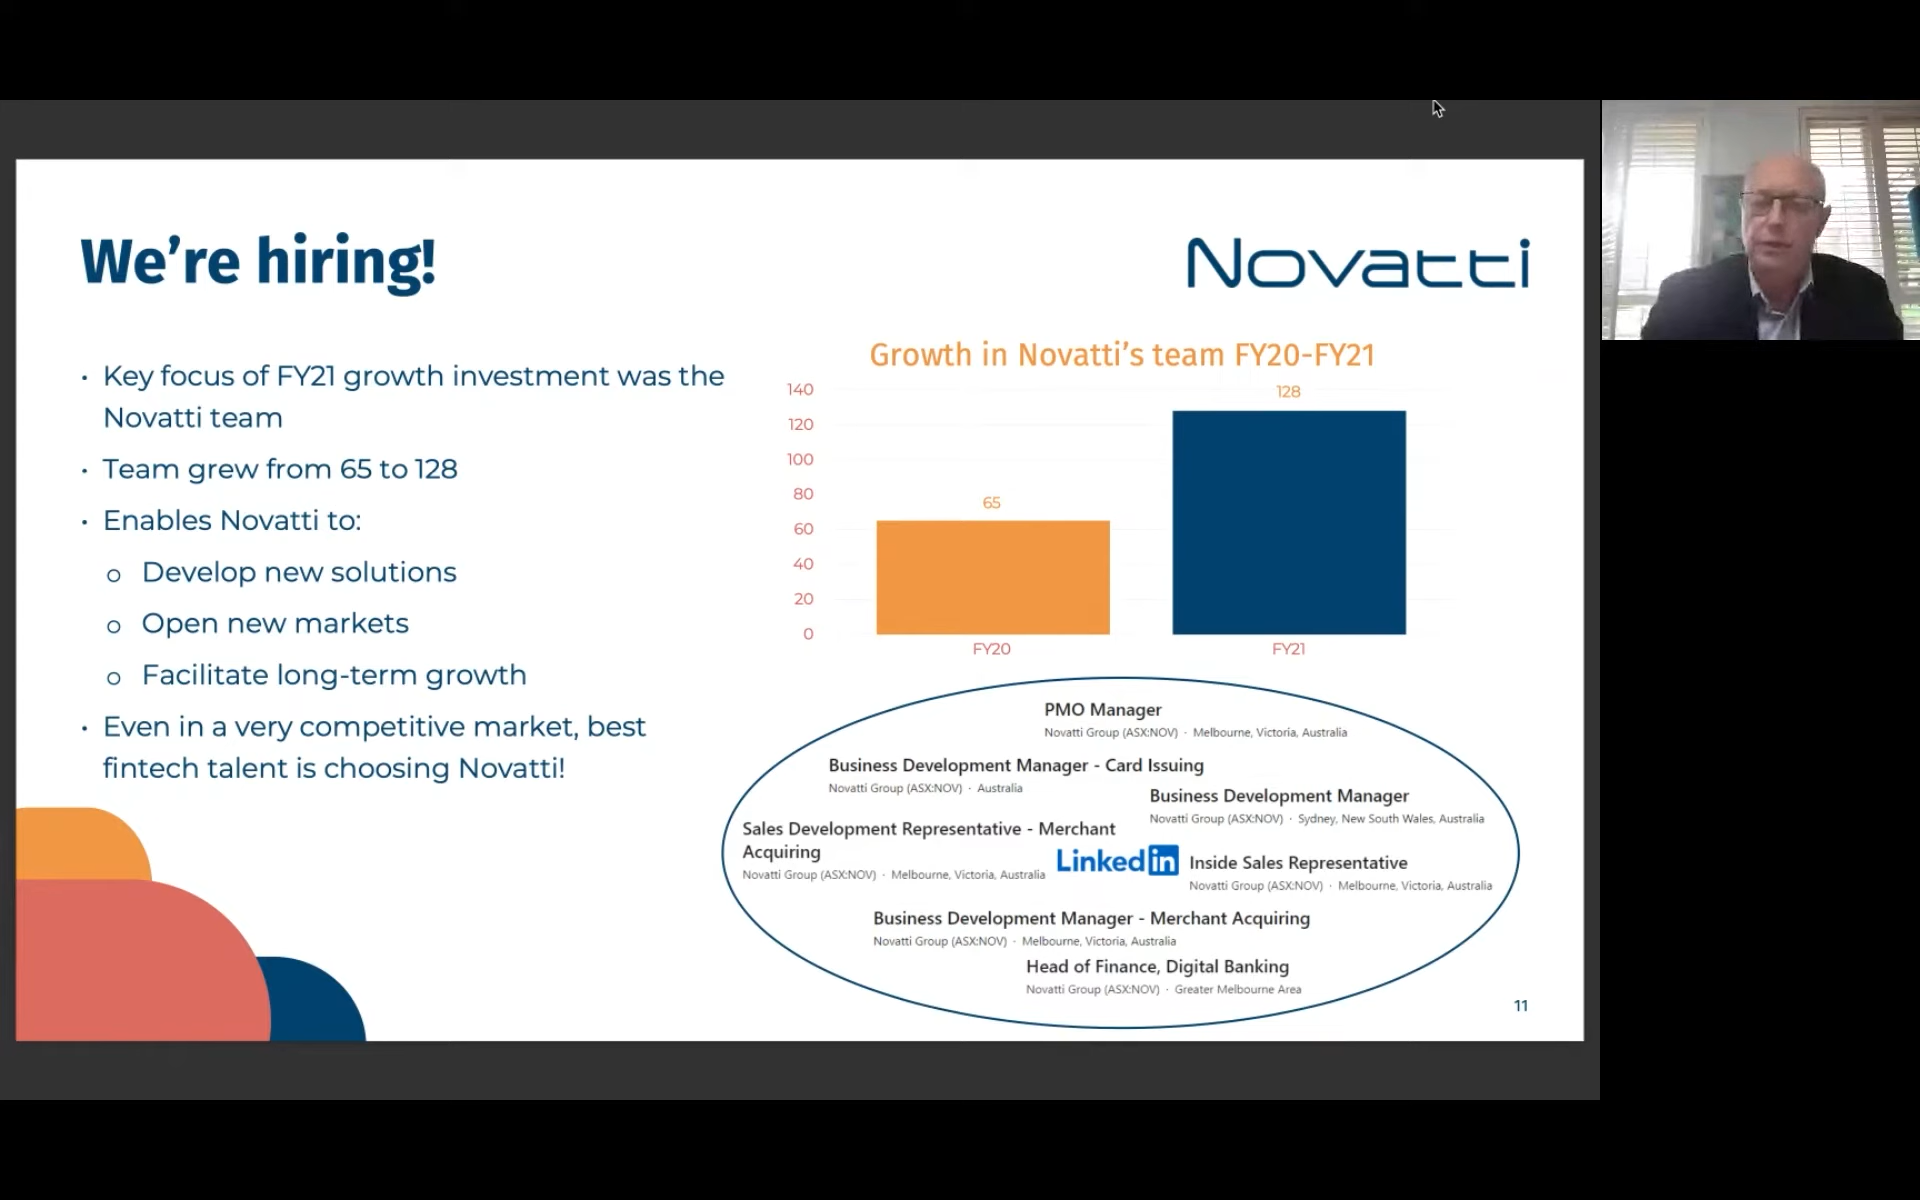 We're hiring!
Novatti
· Key focus of FY21 growth investment was the
Novatti team
· Team grew from 65 to 128
· Enables Novatti to:
o Develop new solutions
o Open new markets
o Facilitate long-term growth
· Even in a very competitive market, best
fintech talent is choosing Novatti!
Growth in Novatti's team FY20-FY21
140
120
100
80
60
40
20
0
65
128
FY20
FY21
PMO Manager
Novatti Group (ASX:NOV) · Melbourne, Victoria, Australia
Business Development Manager - Card Issuing
Novatti Group (ASX:NOV) · Australia
Business Development Manager
Novatti Group (ASX:NOV) · Sydney, New South Wales, Australia
Sales Development Representative - Merchant
Acquiring
Novatti Group (ASX:NOV) · Melbourne, Victoria, Australia
LinkedIn
Inside Sales Representative
Novatti Group (ASX:NOV) · Melbourne, Victoria, Australia
Business Development Manager - Merchant Acquiring
Novatti Group (ASX:NOV) · Melbourne, Victoria, Australia
Head of Finance, Digital Banking
Novatti Group (ASX:NOV) · Greater Melbourne Area
11